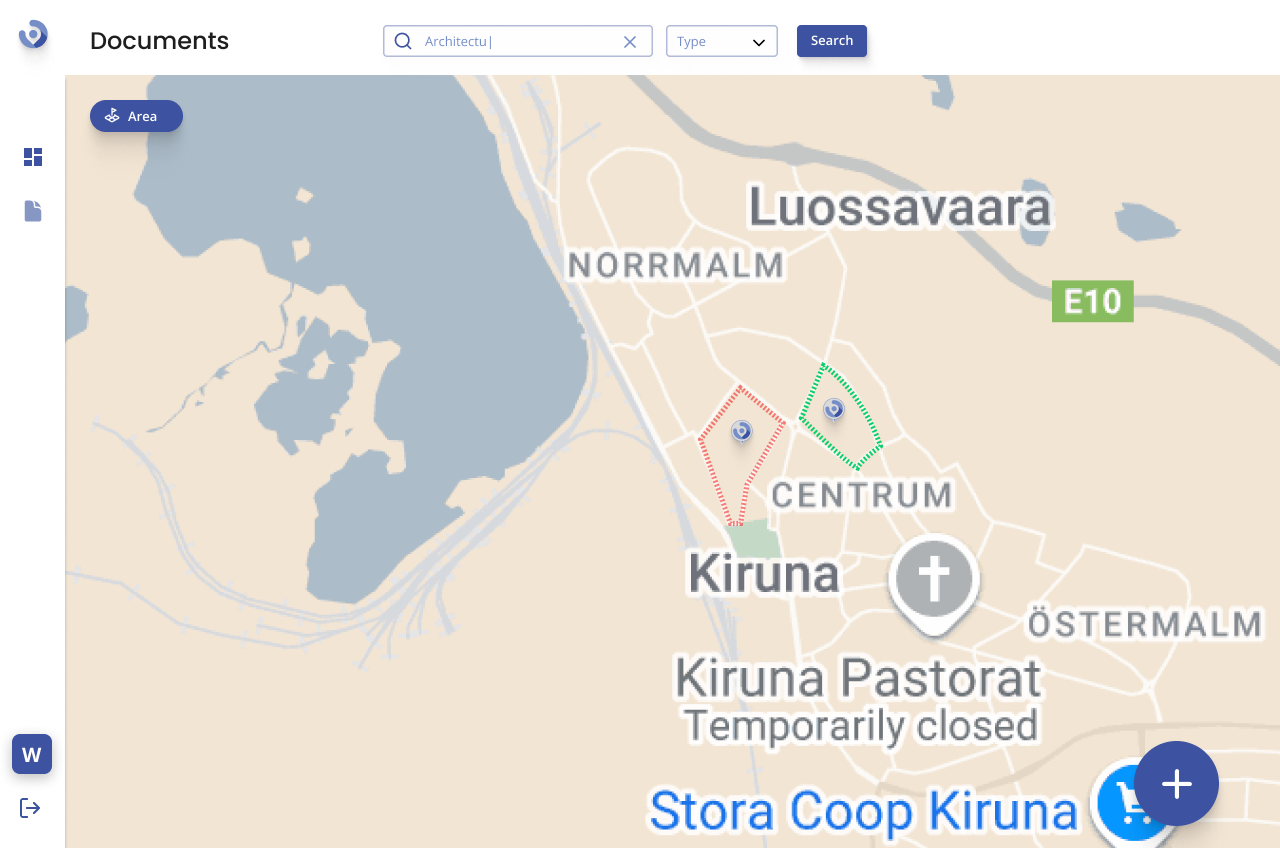 Documents
Architectu
Type
Search
Area
Luossavaara
NORRMALM
E10
CENTRUM
Kiruna
ÖSTERMALM
Kiruna Pastorat
Temporarily closed
W
Stora Coop Kiruna